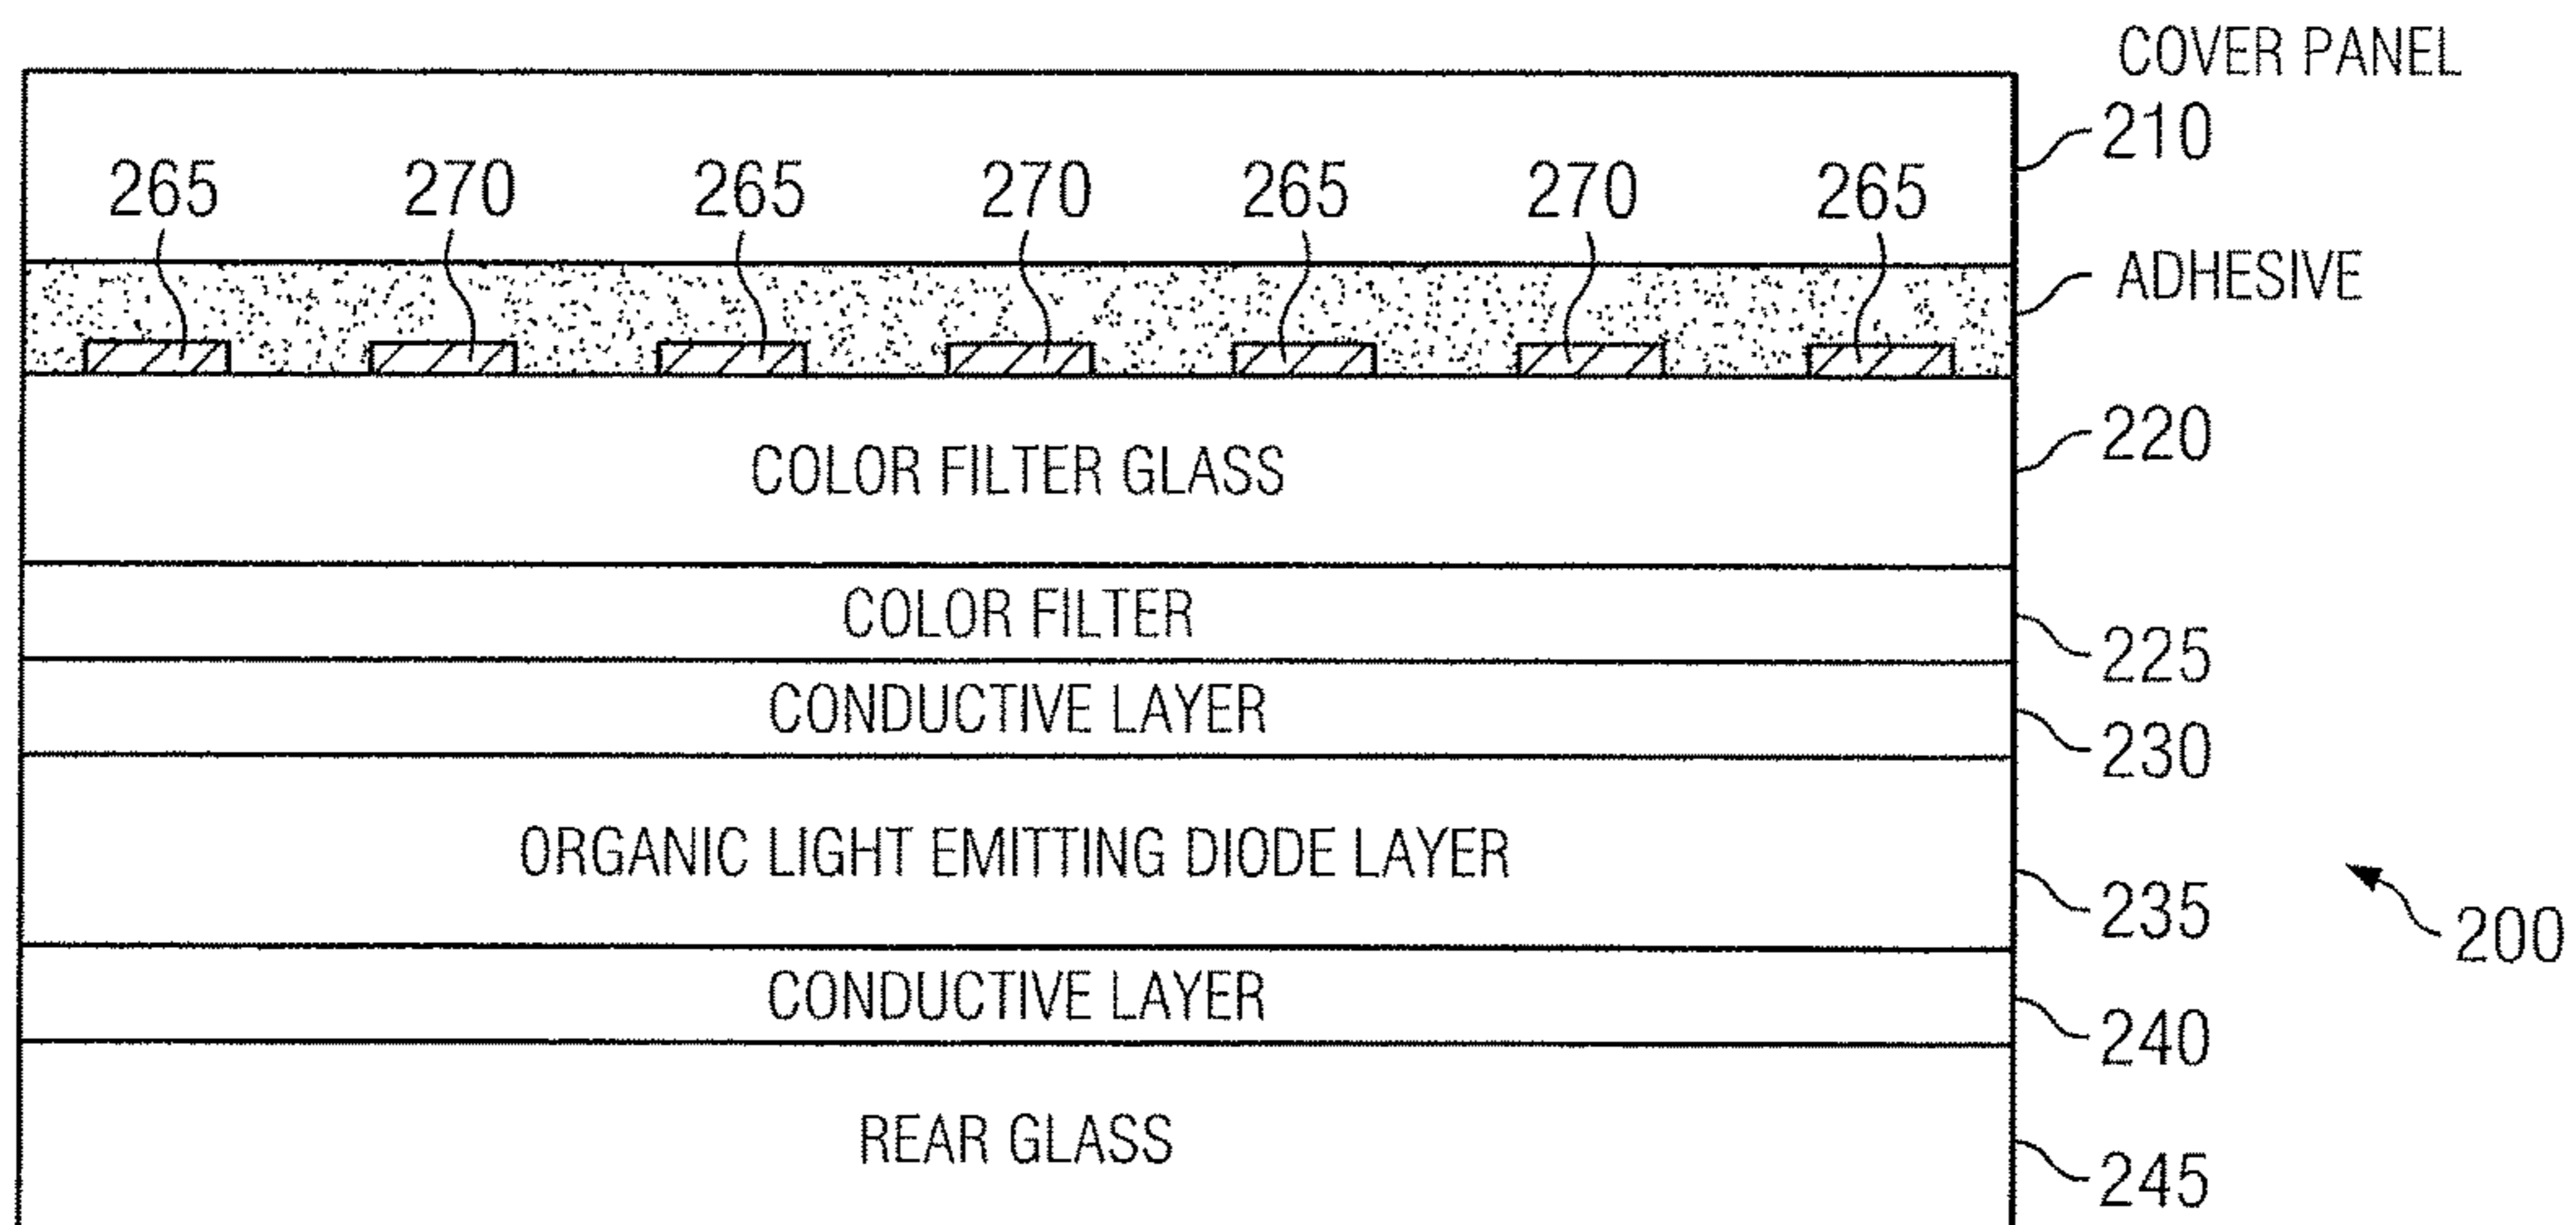 COVER PANEL
210
265 270 265 270 265 270 265
ADHESIVE
COLOR FILTER GLASS
220
COLOR FILTER
225
CONDUCTIVE LAYER
230
ORGANIC LIGHT EMITTING DIODE LAYER
235
200
CONDUCTIVE LAYER
240
REAR GLASS
245